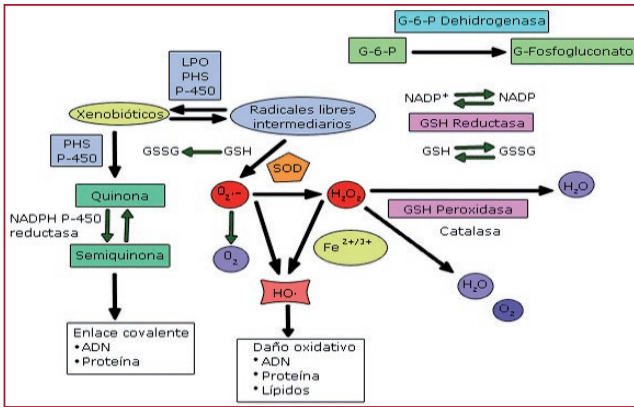 G-6-P Dehidrogenasa
G-6-P
G-Fosfogluconato
LPO
PHS
P-450
Xenobióticos
Radicales libres
intermediarios
NADP⁺
NADP
GSH Reductasa
PHS
P-450
GSSG
GSH
GSH
GSSG
SOD
Quinona
O₂·−
H₂O₂
H₂O
GSH Peroxidasa
Catalasa
NADPH P-450
reductasa
Fe ²⁺/³⁺
Semiquinona
O₂
H₂O
O₂
HO·
Enlace covalente
• ADN
• Proteína
Daño oxidativo
• ADN
• Proteína
• Lípidos